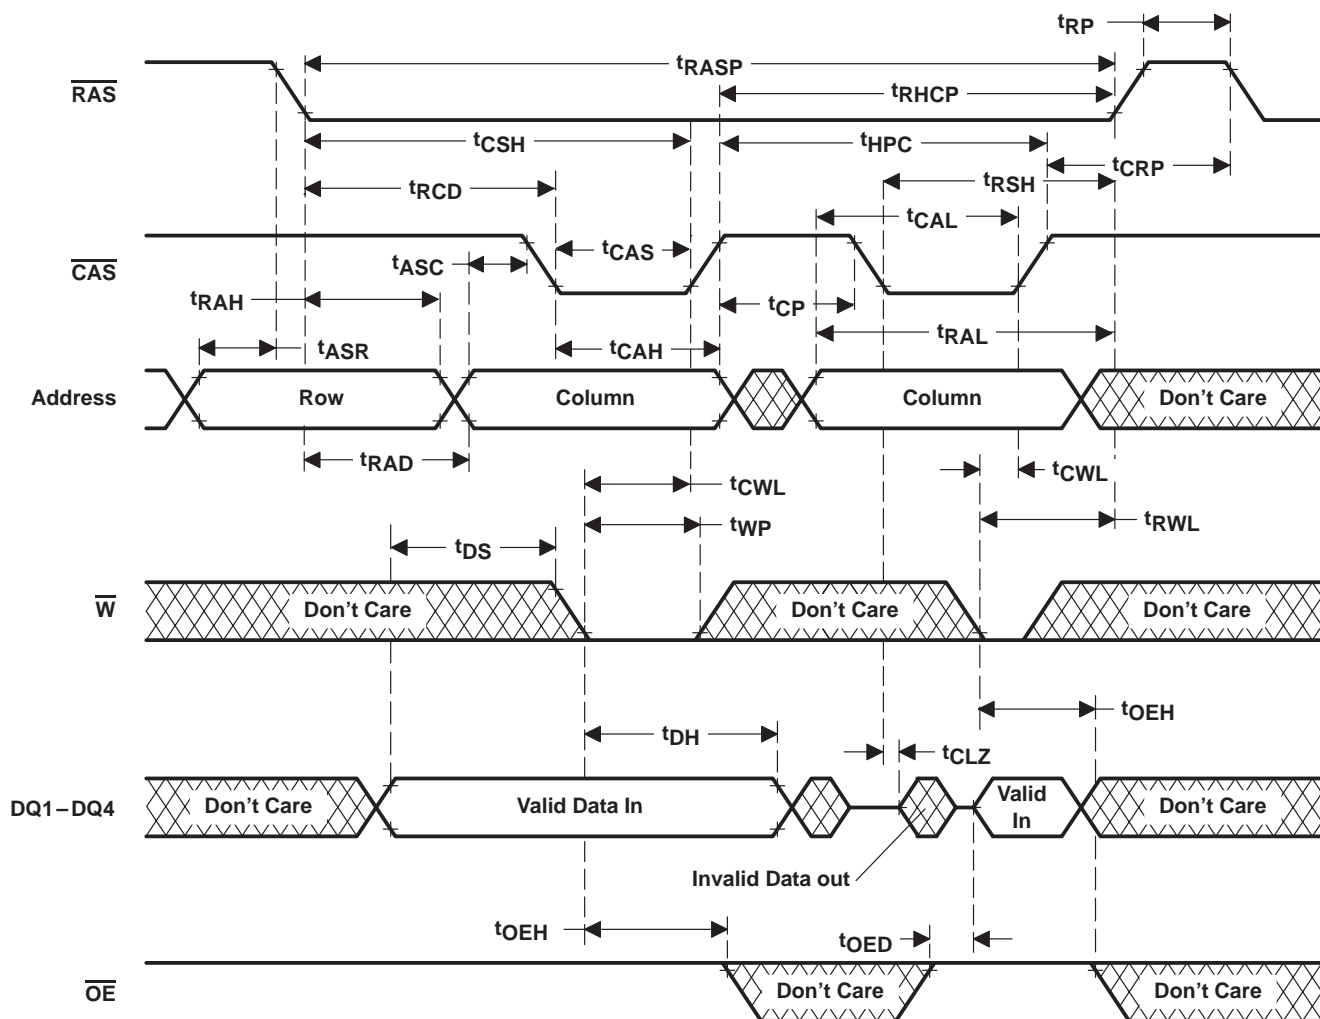 tRP
tRASP
RAS
tRHCP
tCSH
tHPC
tCRP
tRCD
tRSH
tCAL
tCAS
CAS
tASC
tRAH
tCP
tRAL
tASR
tCAH
Address
Row
Column
Column
Don't Care
tRAD
tCWL
tCWL
tWP
tRWL
tDS
W
Don't Care
Don't Care
Don't Care
tOEH
tDH
tCLZ
DQ1–DQ4
Don't Care
Valid Data In
Valid
In
Don't Care
Invalid Data out
tOEH
tOED
OE
Don't Care
Don't Care